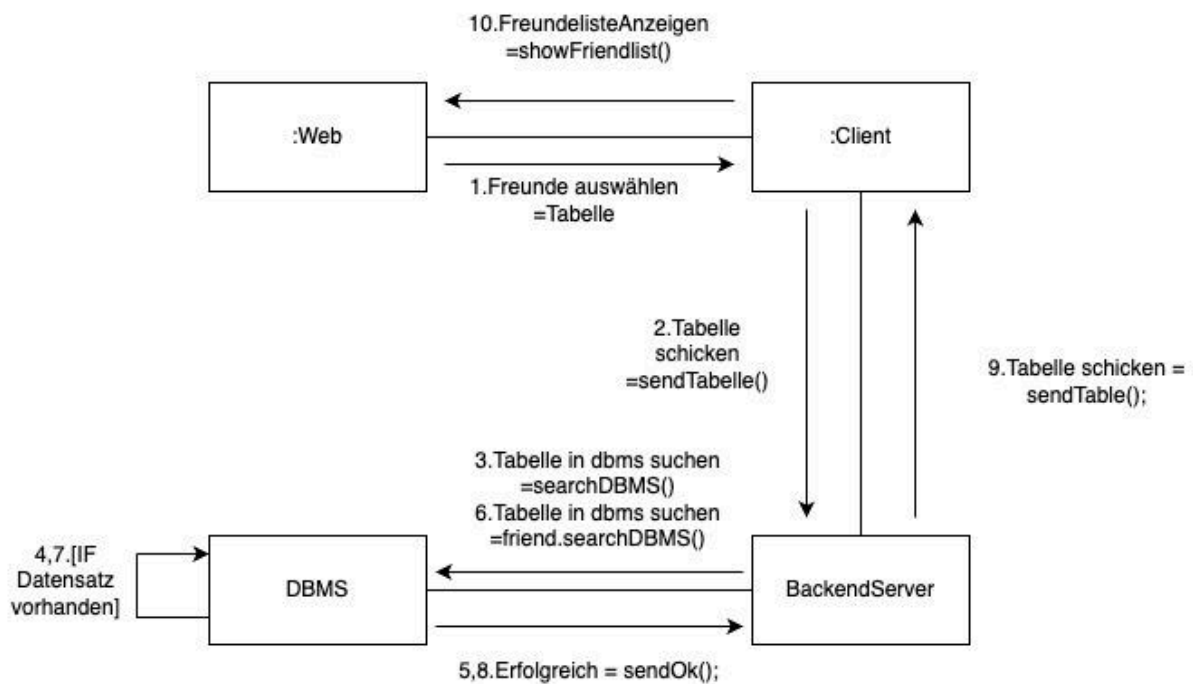 10.FreundelisteAnzeigen
=showFriendlist()
:Web
:Client
1.Freunde auswählen
=Tabelle
2.Tabelle
schicken
=sendTabelle()
9.Tabelle schicken =
sendTable();
3.Tabelle in dbms suchen
=searchDBMS()
6.Tabelle in dbms suchen
=friend.searchDBMS()
4,7.[IF
Datensatz
vorhanden]
DBMS
BackendServer
5,8.Erfolgreich = sendOk();